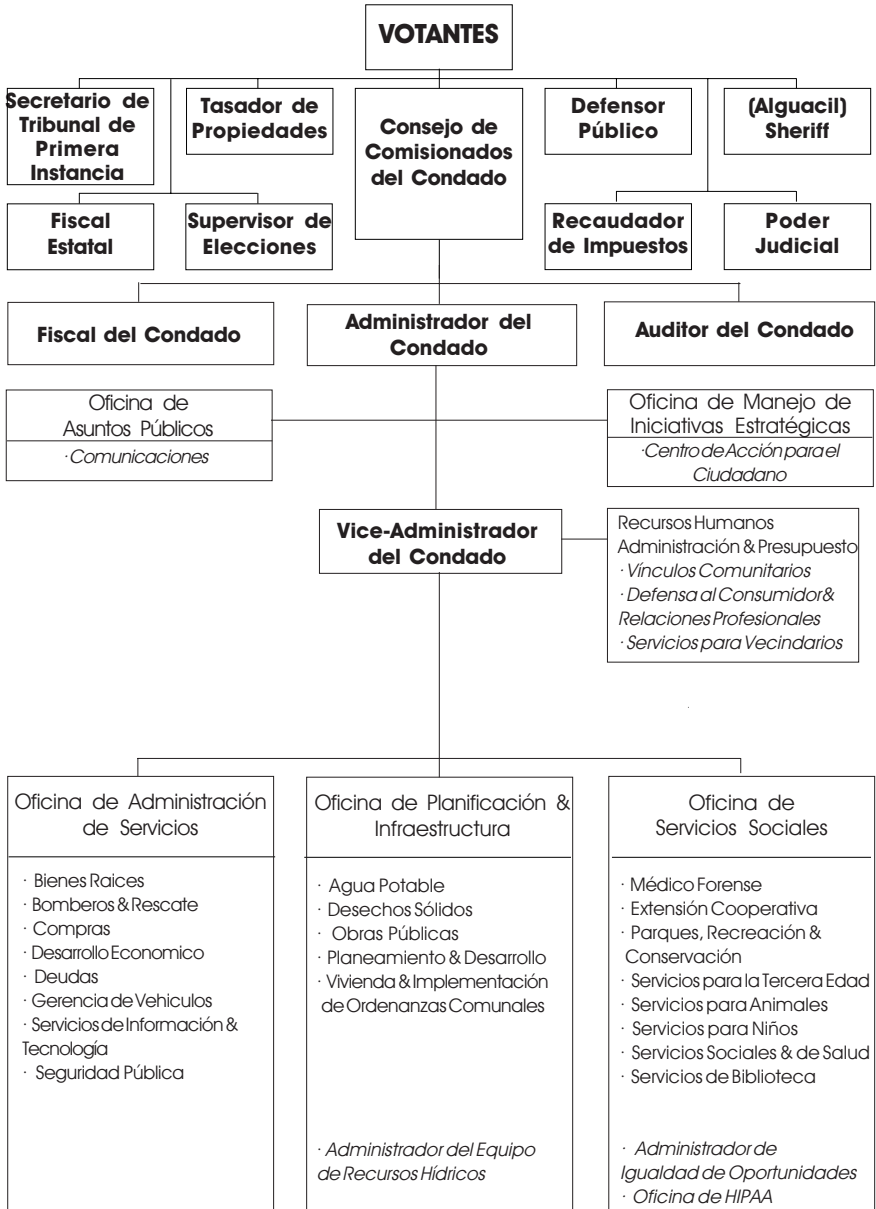 VOTANTES
Secretario de
Tribunal de
Primera
Instancia
Tasador de
Propiedades
Consejo de
Comisionados
del Condado
Defensor
Público
(Alguacil)
Sheriff
Fiscal
Estatal
Supervisor de
Elecciones
Recaudador
de Impuestos
Poder
Judicial
Fiscal del Condado
Administrador del
Condado
Auditor del Condado
Oficina de
Asuntos Públicos
·Comunicaciones
Oficina de Manejo de
Iniciativas Estratégicas
·Centro de Acción para el
Ciudadano
Vice-Administrador
del Condado
Recursos Humanos
Administración & Presupuesto
· Vínculos Comunitarios
· Defensa al Consumidor &
Relaciones Profesionales
· Servicios para Vecindarios
Oficina de Administración
de Servicios
· Bienes Raices
· Bomberos & Rescate
· Compras
· Desarrollo Economico
· Deudas
· Gerencia de Vehiculos
· Servicios de Información &
Tecnología
· Seguridad Pública
Oficina de Planificación &
Infraestructura
· Agua Potable
· Desechos Sólidos
· Obras Públicas
· Planeamiento & Desarrollo
· Vivienda & Implementación
de Ordenanzas Comunales
· Administrador del Equipo
de Recursos Hídricos
Oficina de
Servicios Sociales
· Médico Forense
· Extensión Cooperativa
· Parques, Recreación &
Conservación
· Servicios para la Tercera Edad
· Servicios para Animales
· Servicios para Niños
· Servicios Sociales & de Salud
· Servicios de Biblioteca
· Administrador de
Igualdad de Oportunidades
· Oficina de HIPAA